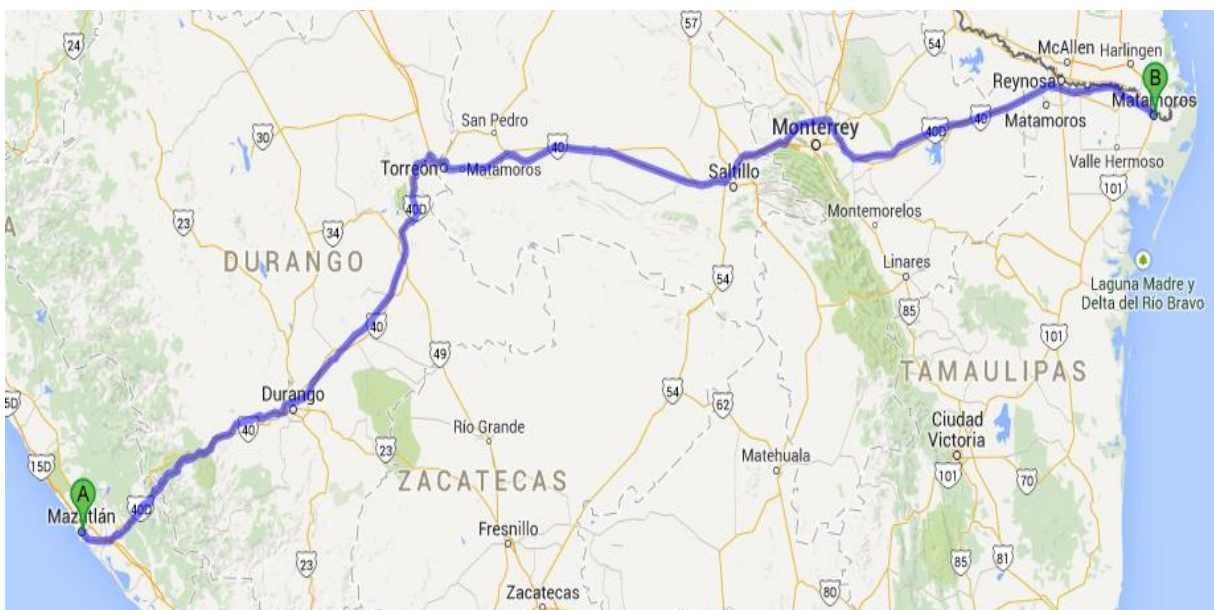 24
57
54
McAllen
Harlingen
Reynosa
B
Matamoros
Matamoros
San Pedro
30
40
Monterrey
40D
40
Torreón
Matamoros
Saltillo
Valle Hermoso
101
40D
23
34
Montemorelos
DURANGO
Linares
54
Laguna Madre y
Delta del Río Bravo
85
40
49
101
TAMAULIPAS
Durango
54
62
5D
40
Río Grande
23
Ciudad
Victoria
15D
Matehuala
ZACATECAS
101
70
A
Mazatlán
40D
Fresnillo
23
85
81
Zacatecas
80